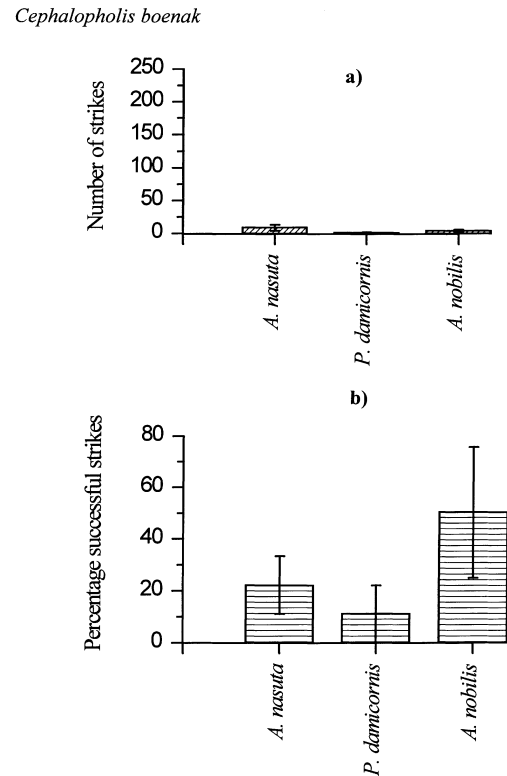 Cephalopholis boenak
a)
Number of strikes
250
200
150
100
50
0
A. nasuta
P. damicornis
A. nobilis
b)
Percentage successful strikes
80
60
40
20
0
A. nasuta
P. damicornis
A. nobilis